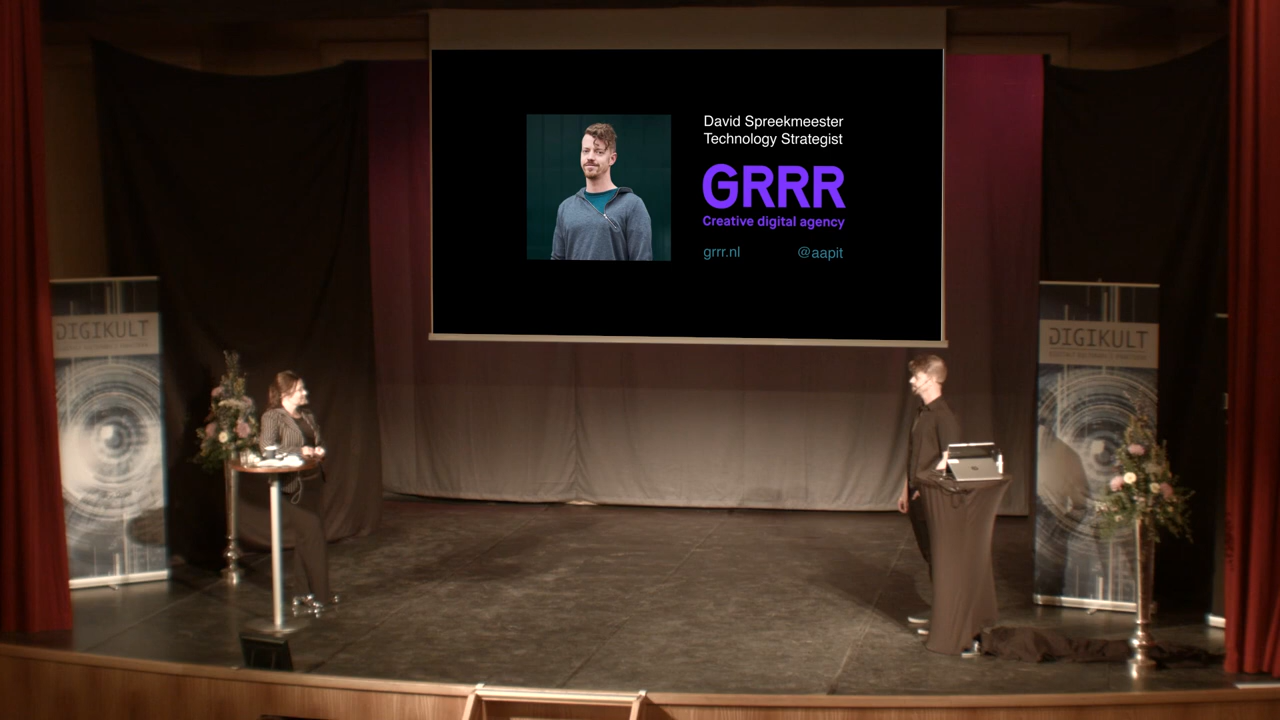 David Spreekmeester
Technology Strategist
GRRR
Creative digital agency
grrr.nl
@aapit
DIGIKULT
DIGIKULT